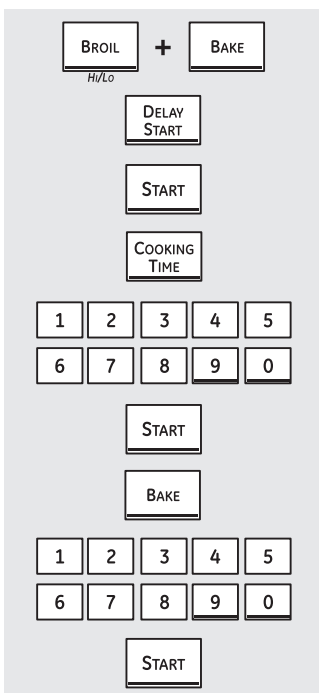 BROIL + BAKE
HI/LO
DELAY
START
START
COOKING
TIME
1 2 3 4 5
6 7 8 9 0
START
BAKE
1 2 3 4 5
6 7 8 9 0
START